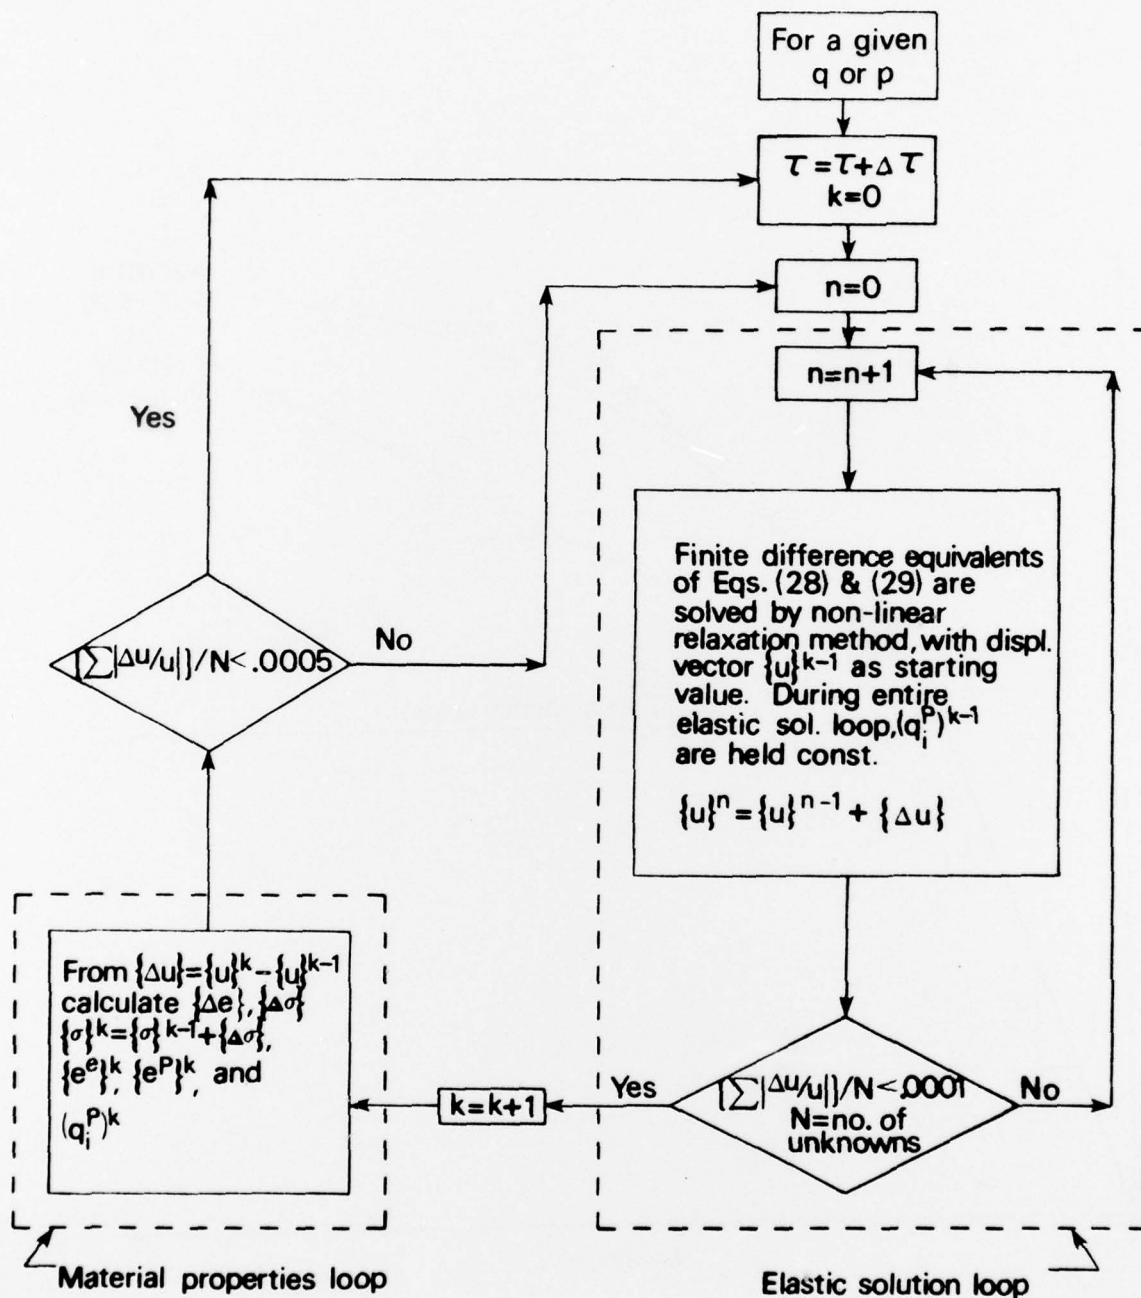 For a given
q or p
τ=τ+Δτ
k=0
n=0
n=n+1
Yes
Finite difference equivalents
of Eqs. (28) & (29) are
solved by non-linear
relaxation method, with displ.
vector {u}^k-1 as starting
value. During entire
elastic sol. loop, (q_i^P)^k-1
are held const.
{u}^n = {u}^n-1 + {Δu}
{∑|Δu/u|}/N < .0005
No
From {Δu}={u}^k-{u}^k-1
calculate {Δe}, {Δσ}
{σ}^k={σ}^k-1+{Δσ},
{e^e}^k, {e^P}^k, and
(q_i^P)^k
k=k+1
Yes
{∑|Δu/u|}/N < .0001
N=no. of
unknowns
No
Material properties loop
Elastic solution loop